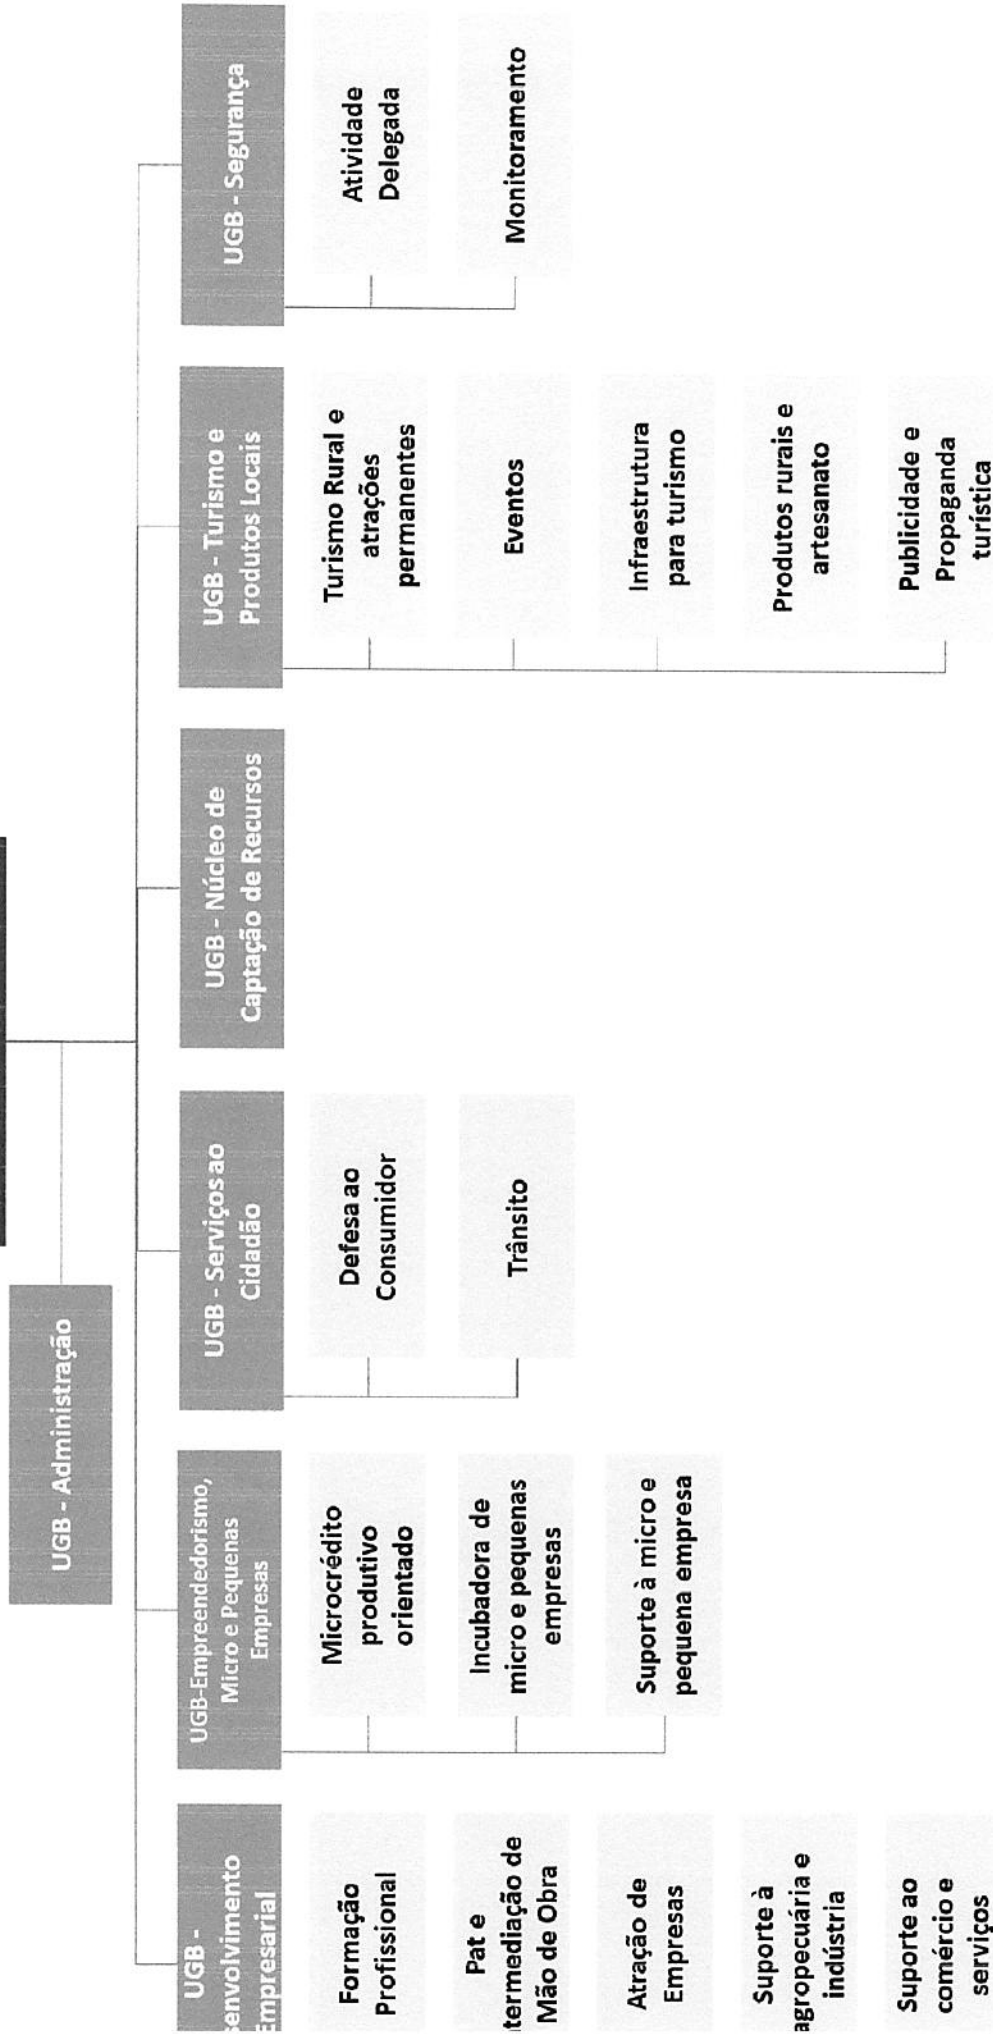 UGB - Administração
UGB -
senvolvimento
Empresarial
Formação
Profissional
Pat e
termediação de
Mão de Obra
Atração de
Empresas
Suporte à
agropecuária e
indústria
Suporte ao
comércio e
serviços
UGB-Empreendedorismo,
Micro e Pequenas
Empresas
Microcrédito
produtivo
orientado
Incubadora de
micro e pequenas
empresas
Suporte à micro e
pequena empresa
UGB - Serviços ao
Cidadão
Defesa ao
Consumidor
Trânsito
UGB - Núcleo de
Captação de Recursos
UGB - Turismo e
Produtos Locais
Turismo Rural e
atrações
permanentes
Eventos
Infraestrutura
para turismo
Produtos rurais e
artesanato
Publicidade e
Propaganda
turística
UGB - Segurança
Atividade
Delegada
Monitoramento